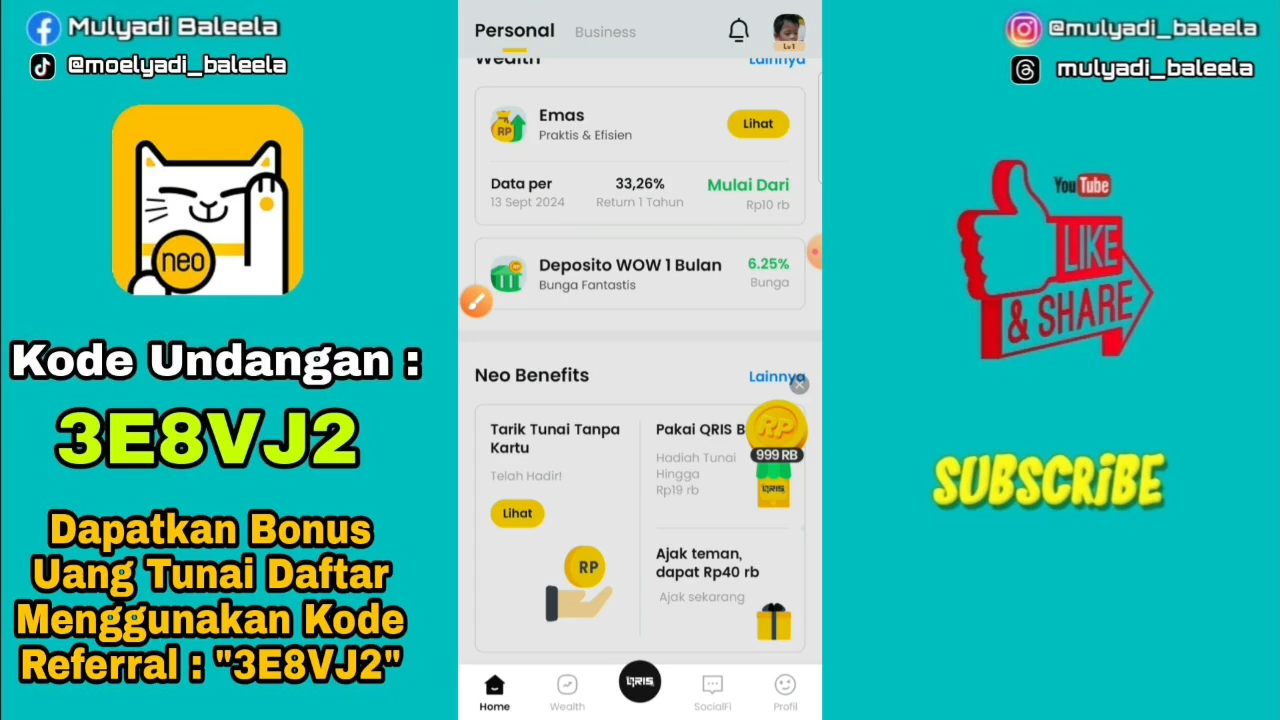 Mulyadi Baleela
@moelyadi_baleela
neo
Kode Undangan :
3E8VJ2
Dapatkan Bonus
Uang Tunai Daftar
Menggunakan Kode
Referral : "3E8VJ2"
Personal Business
Lv1
Wealth Lainnya
Emas
Praktis & Efisien
RP
Lihat
Data per 33,26% Mulai Dari
13 Sept 2024 Return 1 Tahun Rp10 rb
Deposito WOW 1 Bulan 6.25%
Bunga Fantastis Bunga
Neo Benefits Lainnya
Tarik Tunai Tanpa
Kartu
Telah Hadir!
Lihat
RP
Pakai QRIS B
Hadiah Tunai
Hingga
Rp19 rb
RP
999 RB
QRIS
Ajak teman,
dapat Rp40 rb
Ajak sekarang
Home Wealth QRIS SocialFi Profil
@mulyadi_baleela
mulyadi_baleela
YouTube
LIKE
& SHARE
SUBSCRiBE